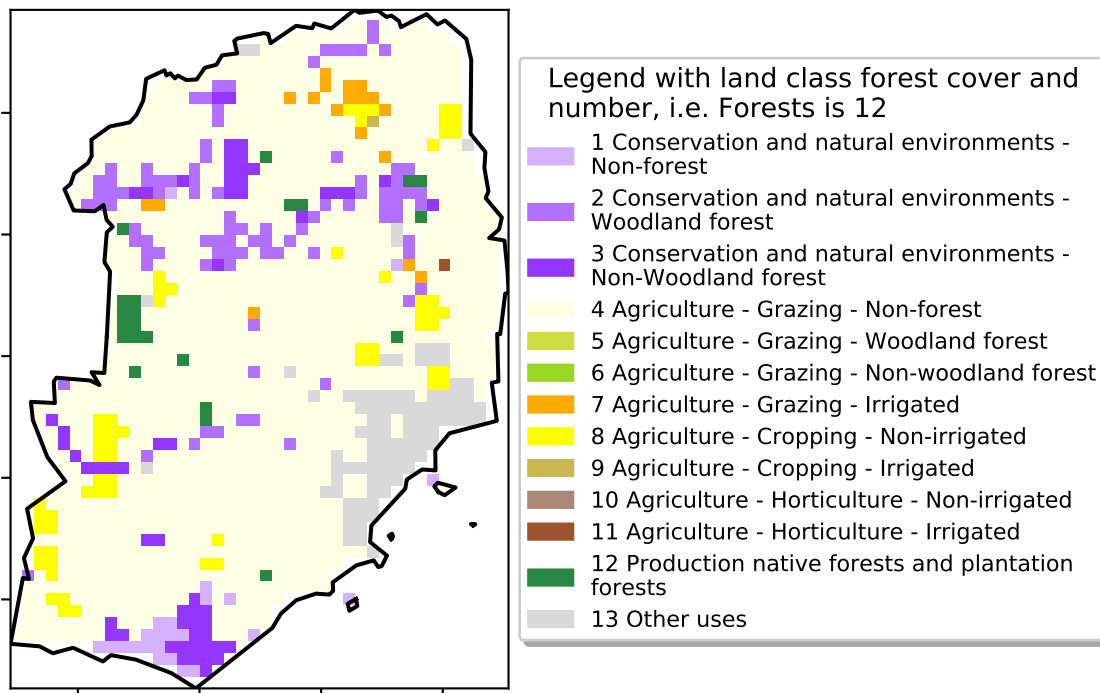 Legend with land class forest cover and
number, i.e. Forests is 12
1 Conservation and natural environments -
Non-forest
2 Conservation and natural environments -
Woodland forest
3 Conservation and natural environments -
Non-Woodland forest
4 Agriculture - Grazing - Non-forest
5 Agriculture - Grazing - Woodland forest
6 Agriculture - Grazing - Non-woodland forest
7 Agriculture - Grazing - Irrigated
8 Agriculture - Cropping - Non-irrigated
9 Agriculture - Cropping - Irrigated
10 Agriculture - Horticulture - Non-irrigated
11 Agriculture - Horticulture - Irrigated
12 Production native forests and plantation
forests
13 Other uses